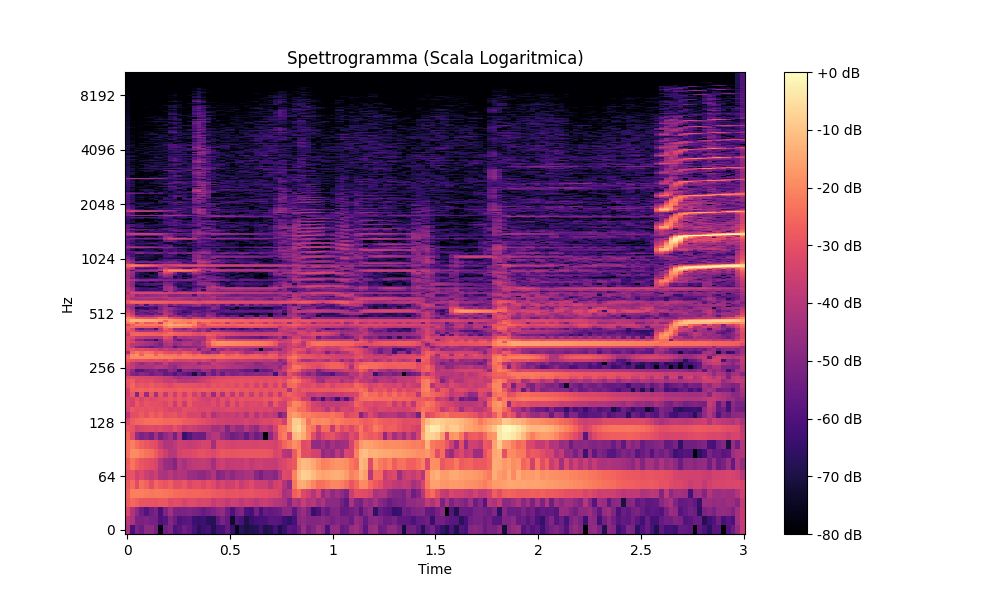 Spettrogramma (Scala Logaritmica)
Hz
8192
4096
2048
1024
512
256
128
64
0
0
0.5
1
1.5
2
2.5
3
Time
+0 dB
-10 dB
-20 dB
-30 dB
-40 dB
-50 dB
-60 dB
-70 dB
-80 dB